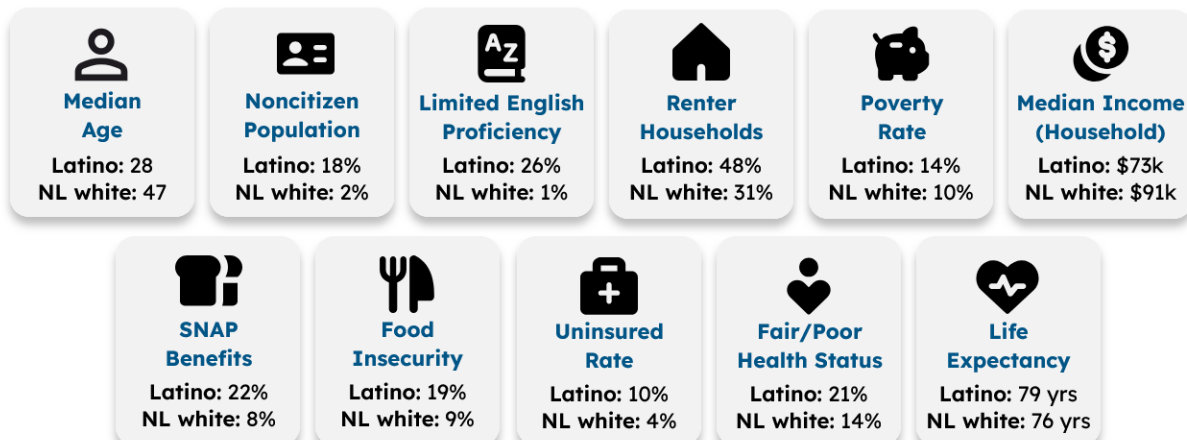 Median
Age
Latino: 28
NL white: 47
Noncitizen
Population
Latino: 18%
NL white: 2%
A Z
Limited English
Proficiency
Latino: 26%
NL white: 1%
Renter
Households
Latino: 48%
NL white: 31%
Poverty
Rate
Latino: 14%
NL white: 10%
$
Median Income
(Household)
Latino: $73k
NL white: $91k
SNAP
Benefits
Latino: 22%
NL white: 8%
Food
Insecurity
Latino: 19%
NL white: 9%
Uninsured
Rate
Latino: 10%
NL white: 4%
Fair/Poor
Health Status
Latino: 21%
NL white: 14%
Life
Expectancy
Latino: 79 yrs
NL white: 76 yrs